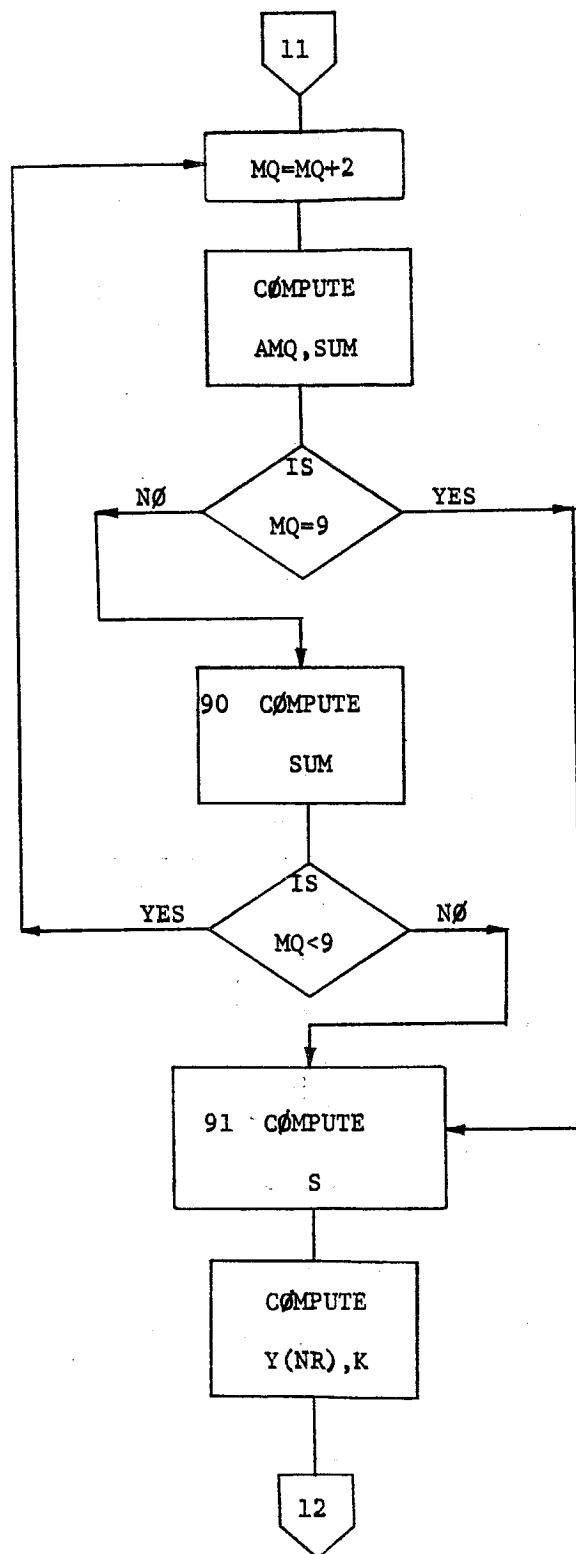 11
MQ=MQ+2
CØMPUTE
AMQ,SUM
IS
NØ
YES
MQ=9
90 CØMPUTE
SUM
IS
YES
NØ
MQ<9
91 CØMPUTE
S
CØMPUTE
Y(NR),K
12